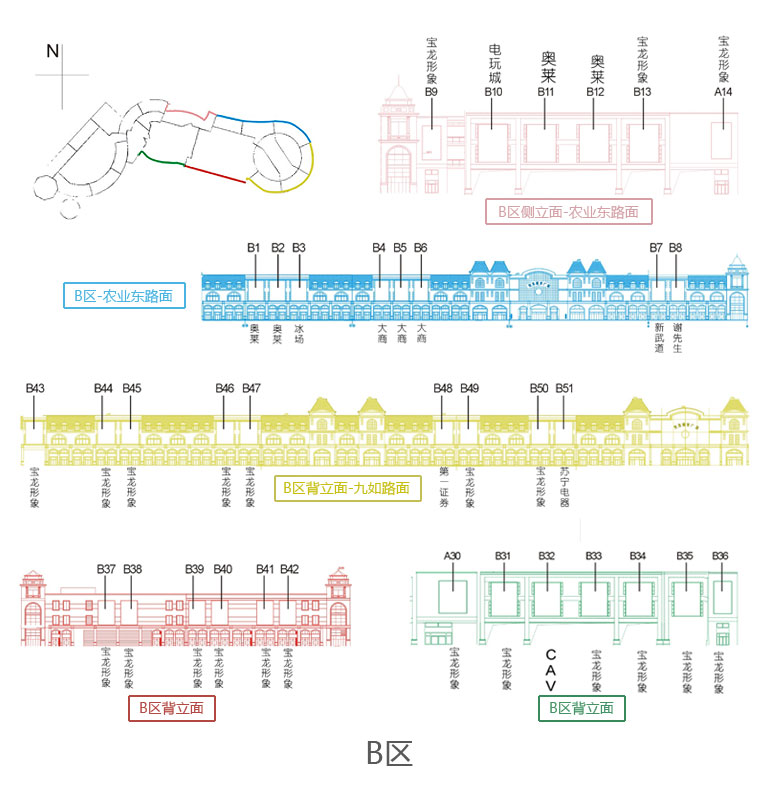 N
宝龙形象
电玩城
奥莱
奥莱
宝龙形象
宝龙形象
B9 B10 B11 B12 B13 A14
B区侧立面-农业东路面
B1 B2 B3 B4 B5 B6 B7 B8
B区-农业东路面
奥莱
奥莱
冰场
大商
大商
大商
新武道
谢先生
B43 B44 B45 B46 B47 B48 B49 B50 B51
宝龙形象
宝龙形象
宝龙形象
宝龙形象
宝龙形象
第一证券
宝龙形象
宝龙形象
苏宁电器
B区背立面-九如路面
B37 B38 B39 B40 B41 B42
宝龙形象
宝龙形象
宝龙形象
宝龙形象
宝龙形象
宝龙形象
B区背立面
A30 B31 B32 B33 B34 B35 B36
宝龙形象
宝龙形象
CAV
宝龙形象
宝龙形象
宝龙形象
宝龙形象
B区背立面
B区